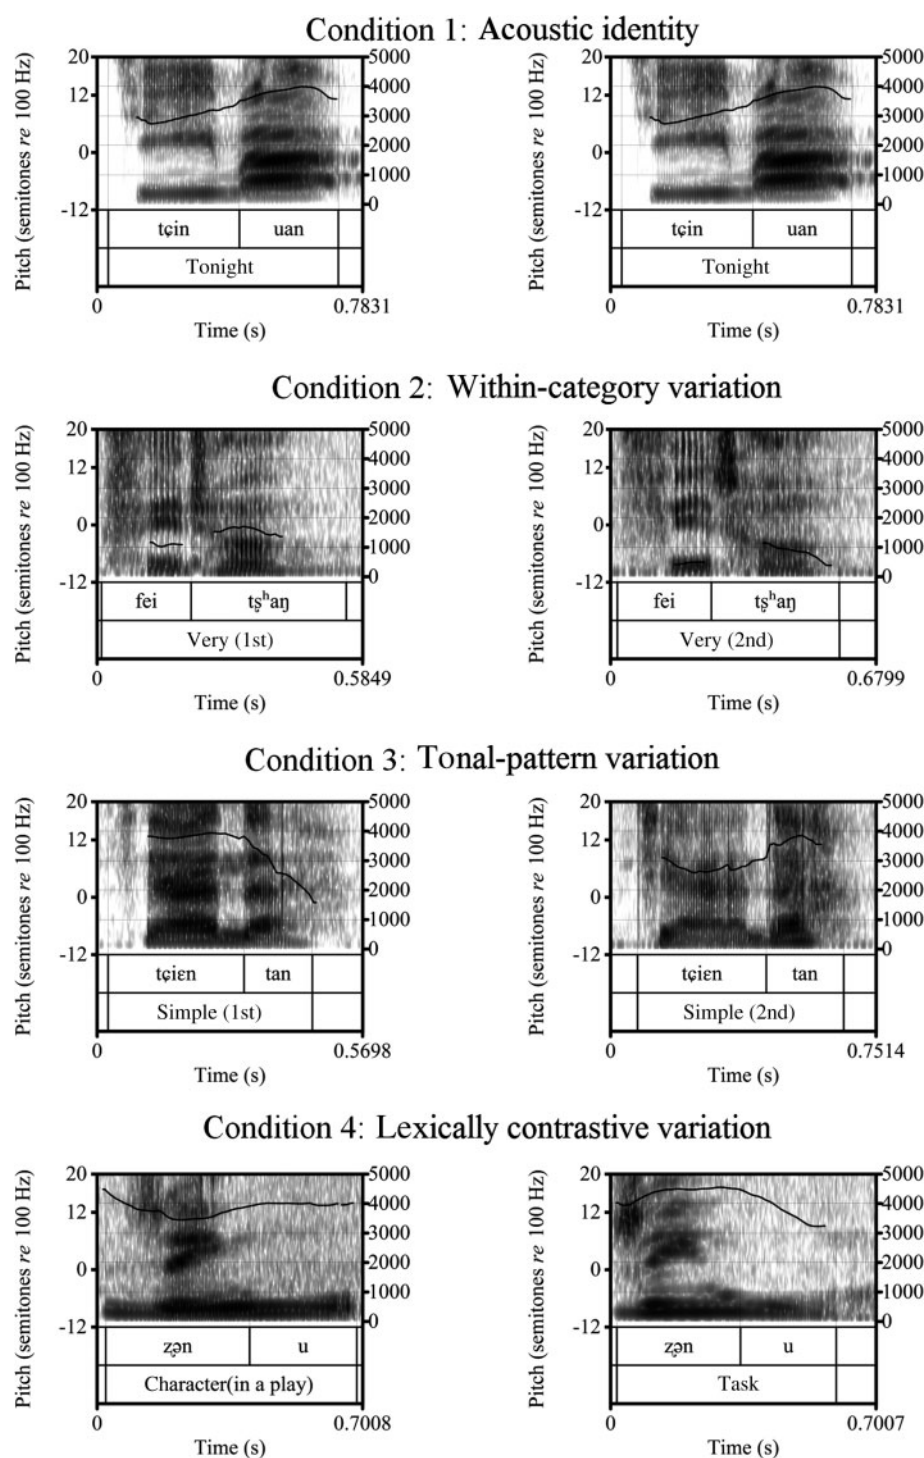 Condition 1: Acoustic identity
Pitch (semitones re 100 Hz)
20
12
0
-12
5000
4000
3000
2000
1000
0
tɕin uan
Tonight
0 0.7831
Time (s)
Pitch (semitones re 100 Hz)
20
12
0
-12
5000
4000
3000
2000
1000
0
tɕin uan
Tonight
0 0.7831
Time (s)
Condition 2: Within-category variation
Pitch (semitones re 100 Hz)
20
12
0
-12
5000
4000
3000
2000
1000
0
fei tʂʰaŋ
Very (1st)
0 0.5849
Time (s)
Pitch (semitones re 100 Hz)
20
12
0
-12
5000
4000
3000
2000
1000
0
fei tʂʰaŋ
Very (2nd)
0 0.6799
Time (s)
Condition 3: Tonal-pattern variation
Pitch (semitones re 100 Hz)
20
12
0
-12
5000
4000
3000
2000
1000
0
tɕiɛn tan
Simple (1st)
0 0.5698
Time (s)
Pitch (semitones re 100 Hz)
20
12
0
-12
5000
4000
3000
2000
1000
0
tɕiɛn tan
Simple (2nd)
0 0.7514
Time (s)
Condition 4: Lexically contrastive variation
Pitch (semitones re 100 Hz)
20
12
0
-12
5000
4000
3000
2000
1000
0
ʐən u
Character(in a play)
0 0.7008
Time (s)
Pitch (semitones re 100 Hz)
20
12
0
-12
5000
4000
3000
2000
1000
0
ʐən u
Task
0 0.7007
Time (s)